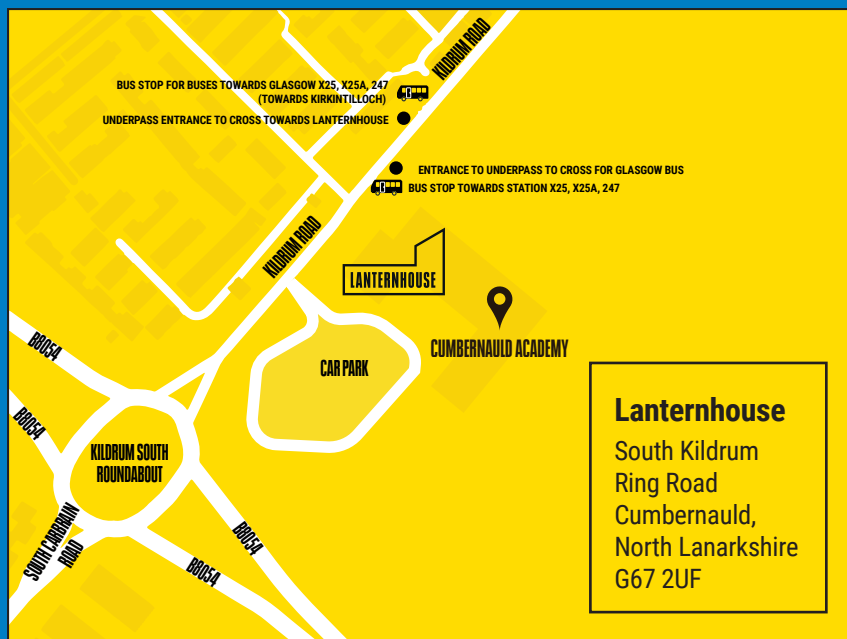 KILDRUM ROAD
BUS STOP FOR BUSES TOWARDS GLASGOW X25, X25A, 247
(TOWARDS KIRKINTILLOCH)
UNDERPASS ENTRANCE TO CROSS TOWARDS LANTERNHOUSE
ENTRANCE TO UNDERPASS TO CROSS FOR GLASGOW BUS
BUS STOP TOWARDS STATION X25, X25A, 247
KILDRUM ROAD
LANTERNHOUSE
CUMBERNAULD ACADEMY
B8054
CAR PARK
B8054
KILDRUM SOUTH
ROUNDABOUT
SOUTH CARBRAIN
ROAD
B8054
B8054
Lanternhouse
South Kildrum
Ring Road
Cumbernauld,
North Lanarkshire
G67 2UF